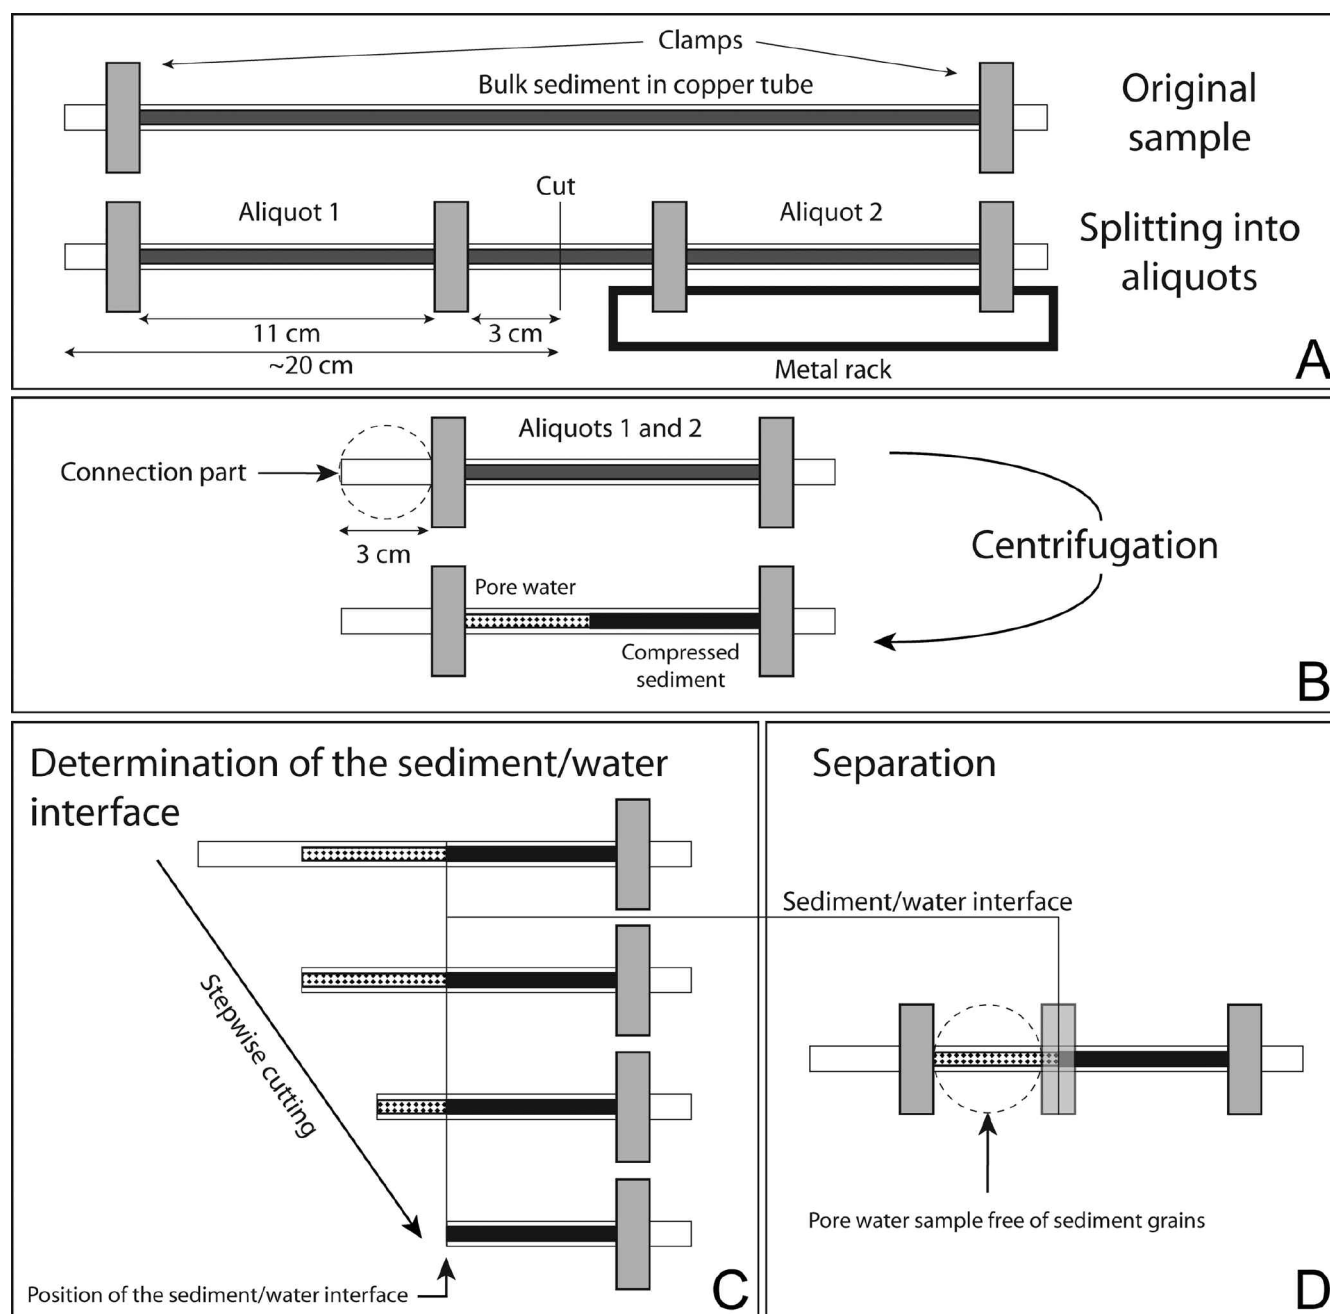 Clamps
Bulk sediment in copper tube
Original
sample
Cut
Aliquot 1
Aliquot 2
Splitting into
aliquots
11 cm
3 cm
~20 cm
Metal rack
A
Aliquots 1 and 2
Connection part
3 cm
Centrifugation
Pore water
Compressed
sediment
B
Determination of the sediment/water
interface
Stepwise cutting
Position of the sediment/water interface
C
Separation
Sediment/water interface
Pore water sample free of sediment grains
D